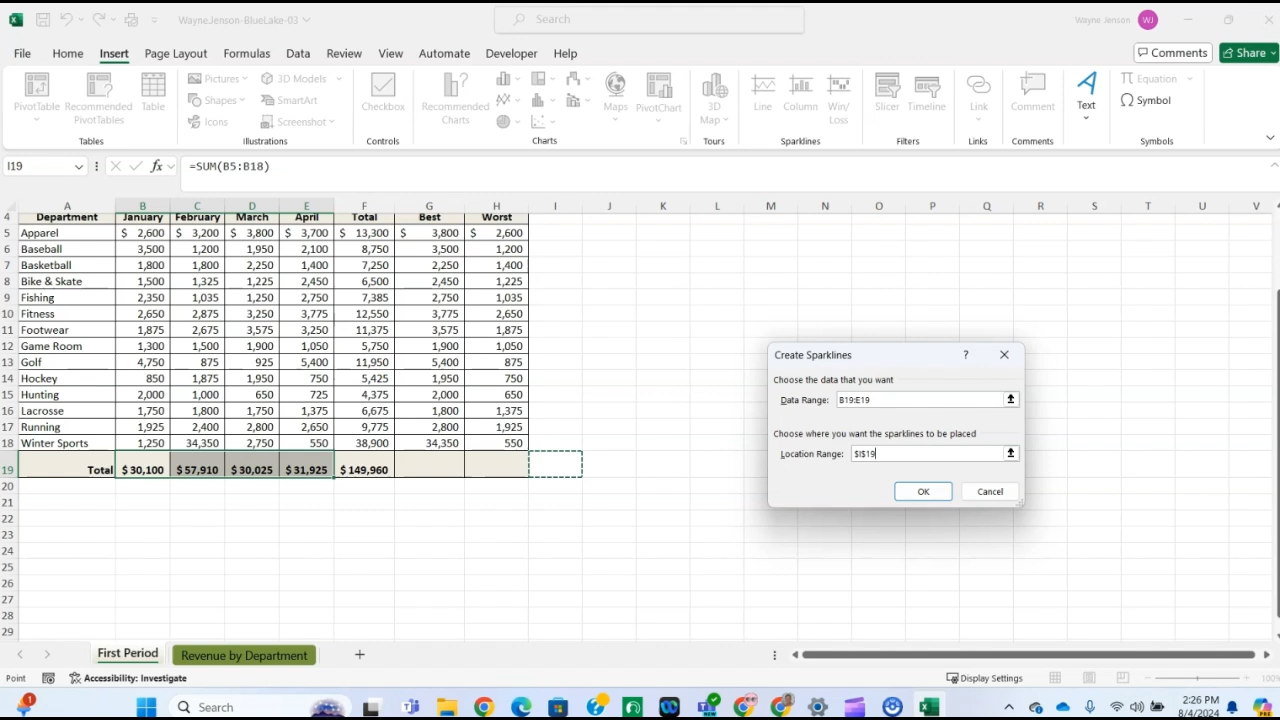 WayneJenson-BlueLake-03
Search
Wayne Jenson
WJ
File Home Insert Page Layout Formulas Data Review View Automate Developer Help
Comments
Share
PivotTable
Recommended PivotTables
Table
Tables
Pictures
Shapes
Icons
3D Models
SmartArt
Screenshot
Illustrations
Checkbox
Controls
Recommended Charts
Maps
PivotChart
Charts
3D Map
Tours
Line
Column
Win/Loss
Sparklines
Slicer
Timeline
Filters
Link
Links
Comment
Comments
Text
Equation
Symbol
Symbols
I19 fx =SUM(B5:B18)
A B C D E F G H I J K L M N O P Q R S T U V
4 Department January February March April Total Best Worst
5 Apparel $ 2,600 $ 3,200 $ 3,800 $ 3,700 $ 13,300 $ 3,800 $ 2,600
6 Baseball 3,500 1,200 1,950 2,100 8,750 3,500 1,200
7 Basketball 1,800 1,800 2,250 1,400 7,250 2,250 1,400
8 Bike & Skate 1,500 1,325 1,225 2,450 6,500 2,450 1,225
9 Fishing 2,350 1,035 1,250 2,750 7,385 2,750 1,035
10 Fitness 2,650 2,875 3,250 3,775 12,550 3,775 2,650
11 Footwear 1,875 2,675 3,575 3,250 11,375 3,575 1,875
12 Game Room 1,300 1,500 1,900 1,050 5,750 1,900 1,050
13 Golf 4,750 875 925 5,400 11,950 5,400 875
14 Hockey 850 1,875 1,950 750 5,425 1,950 750
15 Hunting 2,000 1,000 650 725 4,375 2,000 650
16 Lacrosse 1,750 1,800 1,750 1,375 6,675 1,800 1,375
17 Running 1,925 2,400 2,800 2,650 9,775 2,800 1,925
18 Winter Sports 1,250 34,350 2,750 550 38,900 34,350 550
19 Total $ 30,100 $ 57,910 $ 30,025 $ 31,925 $ 149,960
20
21
22
23
24
25
26
27
28
29
Create Sparklines ?
Choose the data that you want
Data Range: B19:E19
Choose where you want the sparklines to be placed
Location Range: $I$19
OK Cancel
First Period Revenue by Department
Point Accessibility: Investigate Display Settings 100%
1 Search 2:26 PM
8/4/2024